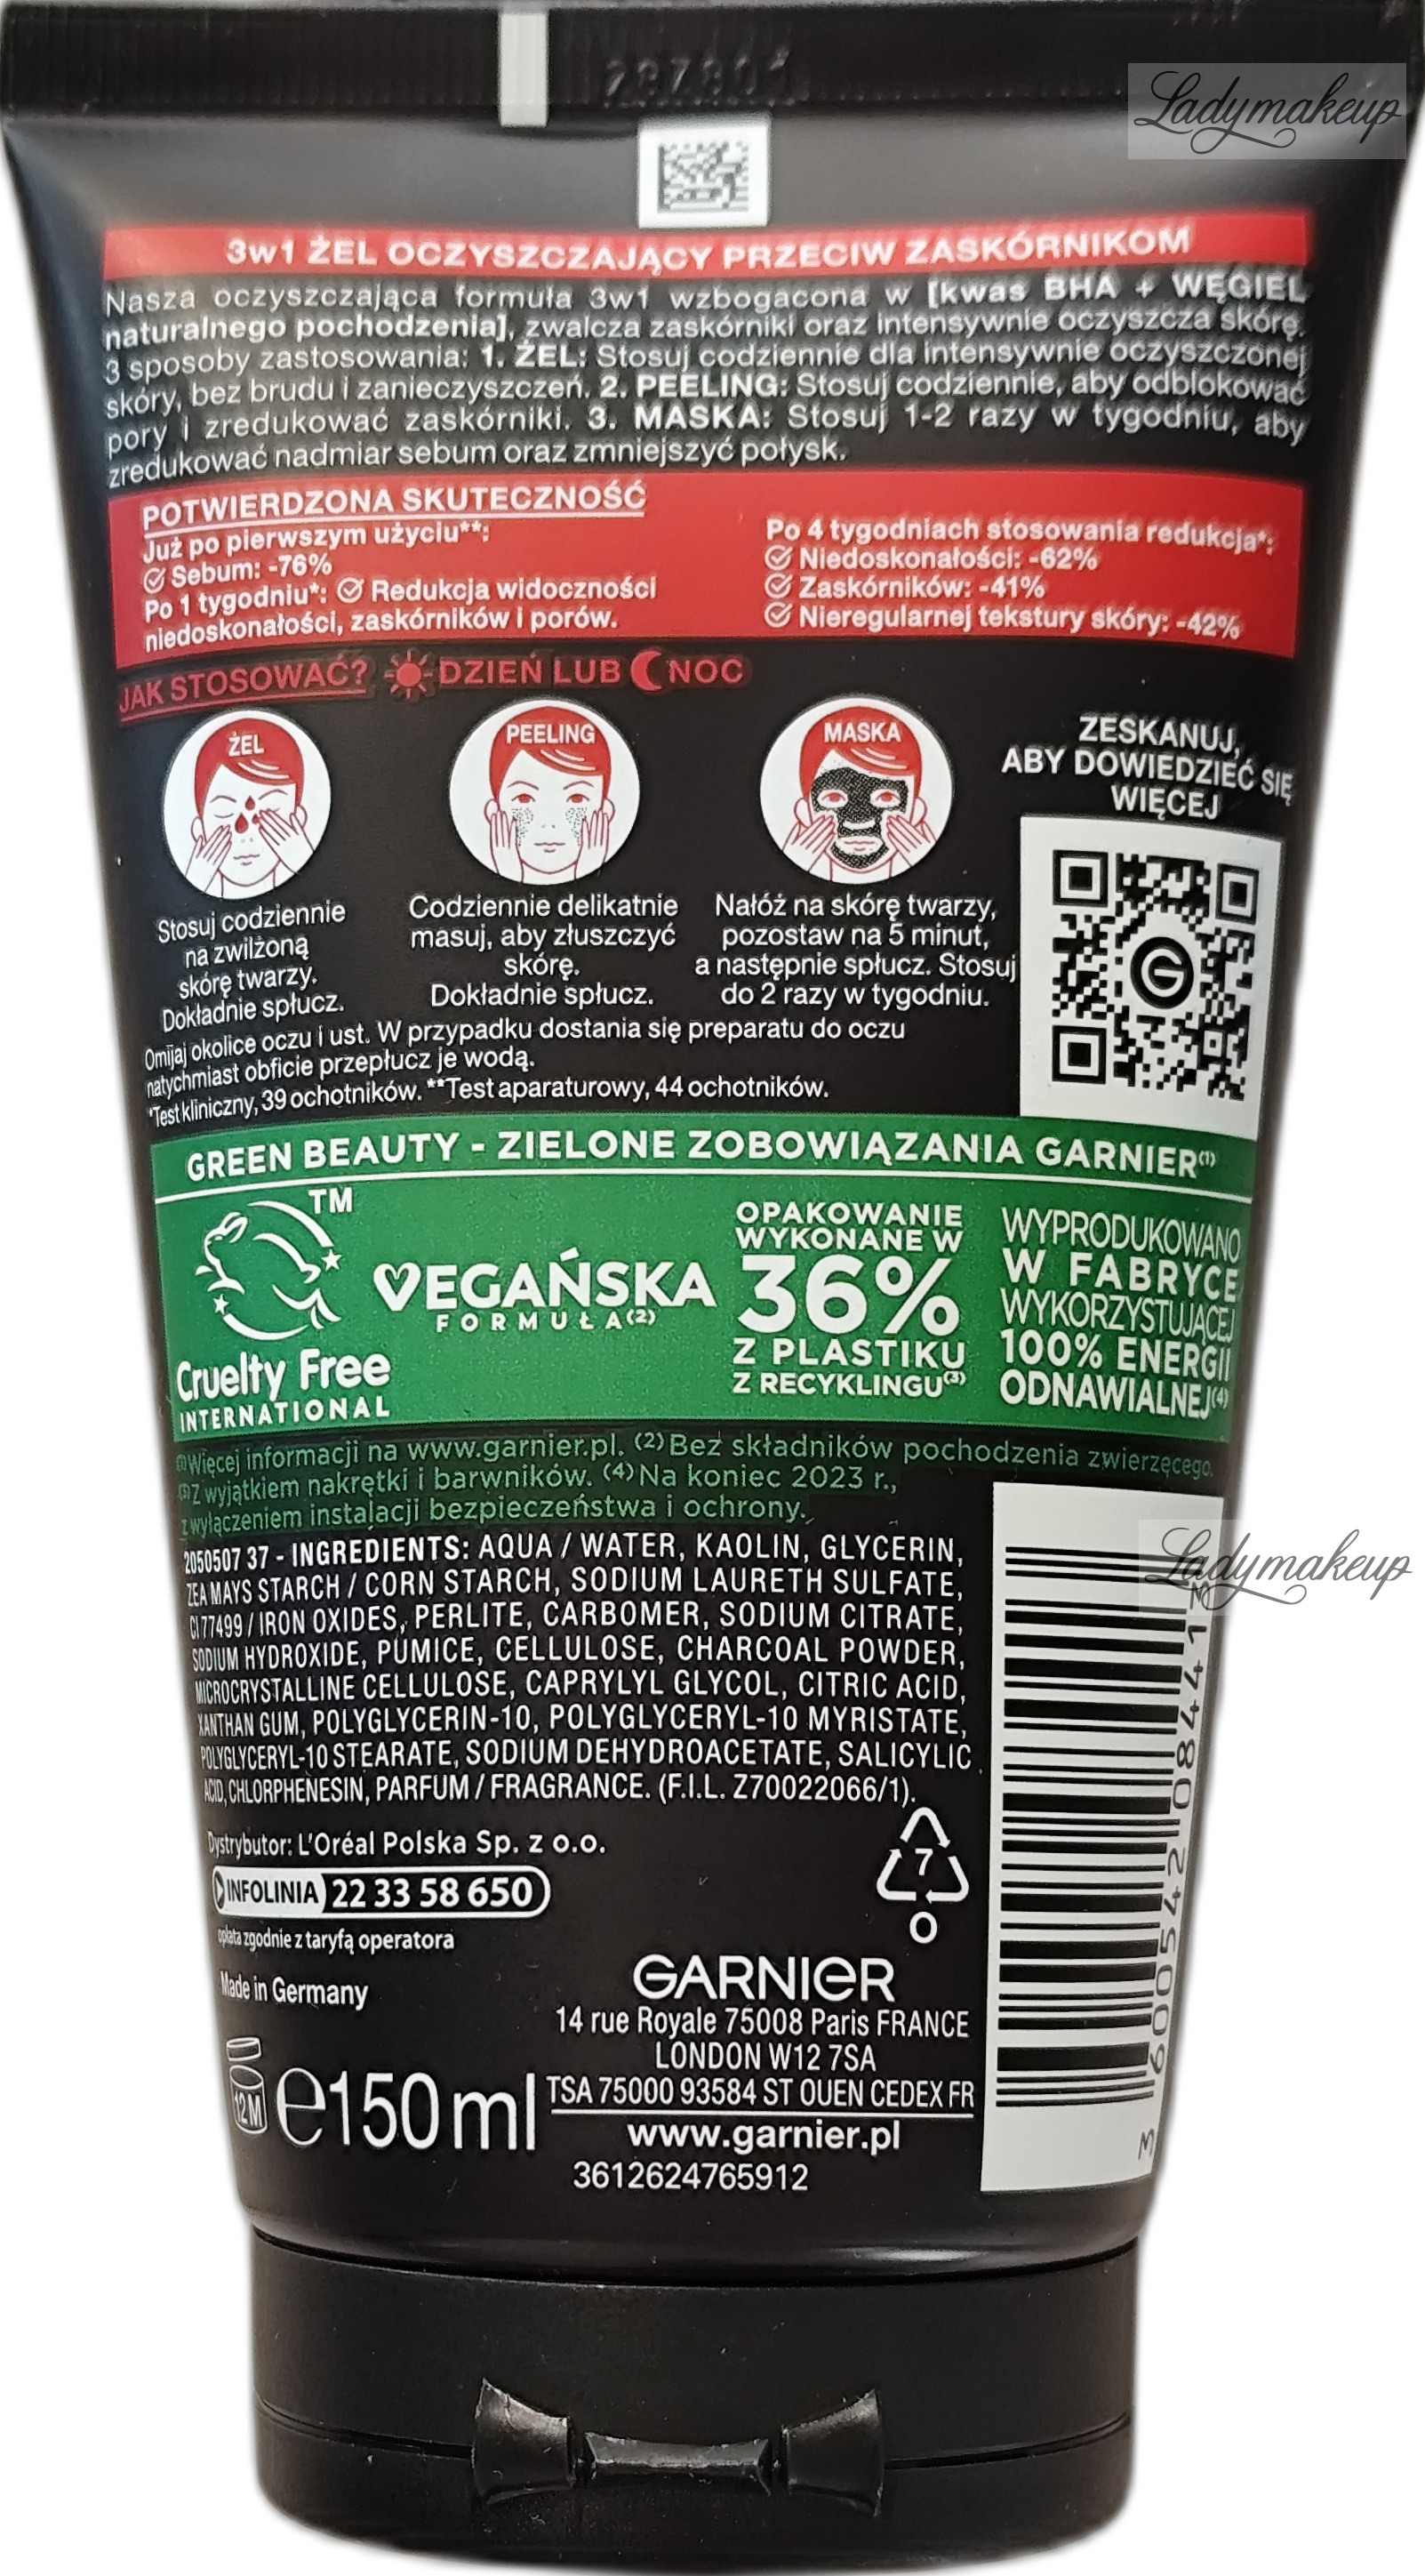 Ladymakeup
3w1 ŻEL OCZYSZCZAJĄCY PRZECIW ZASKÓRNIKOM
Nasza oczyszczająca formuła 3w1 wzbogacona w [kwas BHA + WĘGIEL
naturalnego pochodzenia], zwalcza zaskórniki oraz intensywnie oczyszcza skórę.
3 sposoby zastosowania: 1. ŻEL: Stosuj codziennie dla intensywnie oczyszczonej
skóry, bez brudu i zanieczyszczeń. 2. PEELING: Stosuj codziennie, aby odblokować
pory i zredukować zaskórniki. 3. MASKA: Stosuj 1-2 razy w tygodniu, aby
zredukować nadmiar sebum oraz zmniejszyć połysk.
POTWIERDZONA SKUTECZNOŚĆ
Już po pierwszym użyciu**:
Sebum: -76%
Po 1 tygodniu*: Redukcja widoczności
niedoskonałości, zaskórników i porów.
Po 4 tygodniach stosowania redukcja*:
Niedoskonałości: -62%
Zaskórników: -41%
Nieregularnej tekstury skóry: -42%
JAK STOSOWAĆ? DZIEŃ LUB NOC
ŻEL
Stosuj codziennie
na zwilżoną
skórę twarzy.
Dokładnie spłucz.
PEELING
Codziennie delikatnie
masuj, aby złuszczyć
skórę.
Dokładnie spłucz.
MASKA
Nałóż na skórę twarzy,
pozostaw na 5 minut,
a następnie spłucz. Stosuj
do 2 razy w tygodniu.
ZESKANUJ,
ABY DOWIEDZIEĆ SIĘ
WIĘCEJ
G
Omijaj okolice oczu i ust. W przypadku dostania się preparatu do oczu
natychmiast obficie przepłucz je wodą.
*Test kliniczny, 39 ochotników. **Test aparaturowy, 44 ochotników.
GREEN BEAUTY - ZIELONE ZOBOWIĄZANIA GARNIER(1)
TM
Cruelty Free
INTERNATIONAL
VEGAŃSKA
FORMUŁA(2)
OPAKOWANIE
WYKONANE W
36%
Z PLASTIKU
Z RECYKLINGU(3)
WYPRODUKOWANO
W FABRYCE
WYKORZYSTUJĄCEJ
100% ENERGII
ODNAWIALNEJ(4)
(1)Więcej informacji na www.garnier.pl. (2)Bez składników pochodzenia zwierzęcego.
(3)Z wyjątkiem nakrętki i barwników. (4)Na koniec 2023 r.,
z wyłączeniem instalacji bezpieczeństwa i ochrony.
2050507 37 - INGREDIENTS: AQUA / WATER, KAOLIN, GLYCERIN,
ZEA MAYS STARCH / CORN STARCH, SODIUM LAURETH SULFATE,
CI 77499 / IRON OXIDES, PERLITE, CARBOMER, SODIUM CITRATE,
SODIUM HYDROXIDE, PUMICE, CELLULOSE, CHARCOAL POWDER,
MICROCRYSTALLINE CELLULOSE, CAPRYLYL GLYCOL, CITRIC ACID,
XANTHAN GUM, POLYGLYCERIN-10, POLYGLYCERYL-10 MYRISTATE,
POLYGLYCERYL-10 STEARATE, SODIUM DEHYDROACETATE, SALICYLIC
ACID, CHLORPHENESIN, PARFUM / FRAGRANCE. (F.I.L. Z70022066/1).
Ladymakeup
Dystrybutor: L'Oréal Polska Sp. z o.o.
INFOLINIA 22 33 58 650
opłata zgodnie z taryfą operatora
Made in Germany
7
O
GARNIER
14 rue Royale 75008 Paris FRANCE
LONDON W12 7SA
TSA 75000 93584 ST OUEN CEDEX FR
www.garnier.pl
3612624765912
12M
e150ml